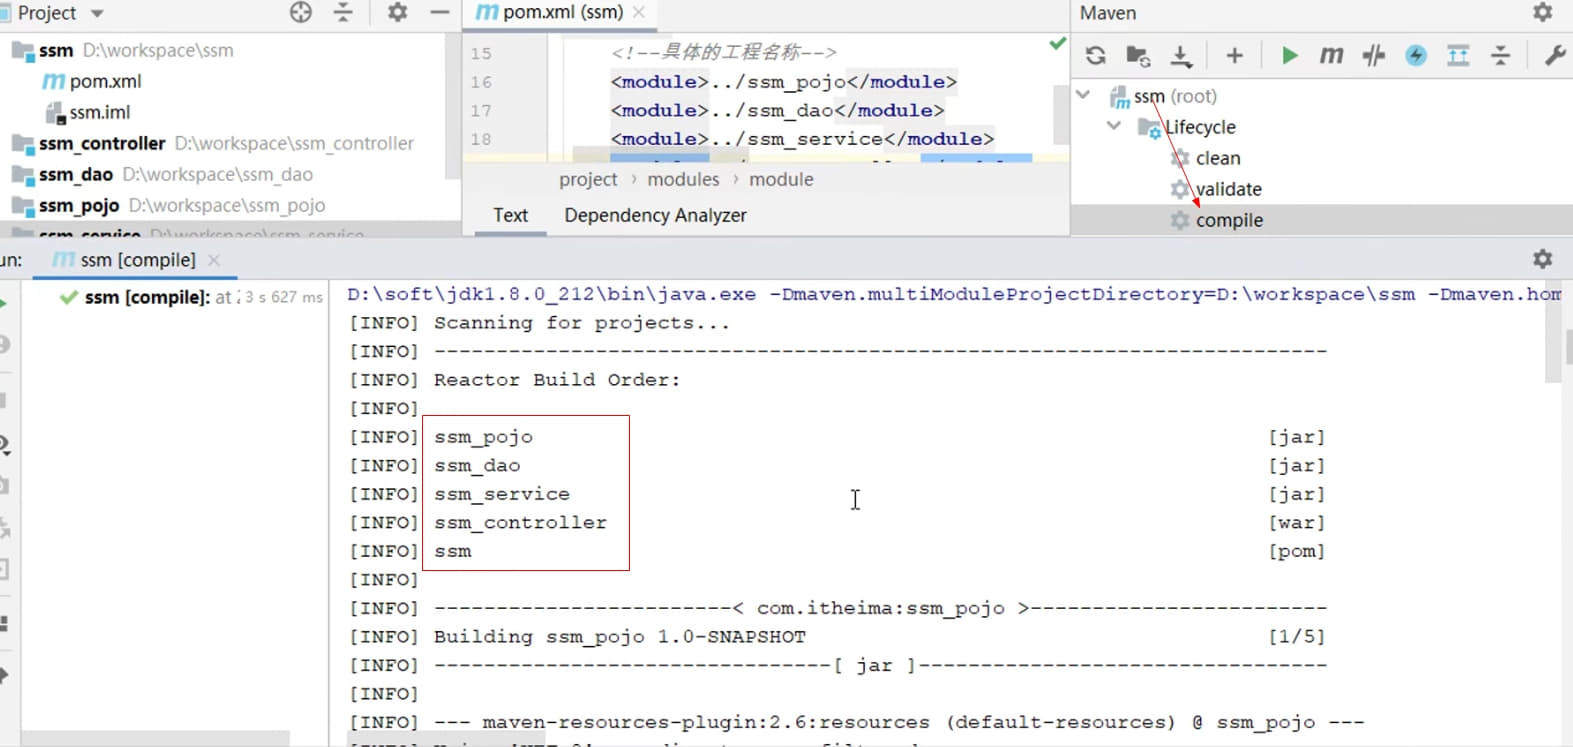 Project
ssm D:\workspace\ssm
pom.xml
ssm.iml
ssm_controller D:\workspace\ssm_controller
ssm_dao D:\workspace\ssm_dao
ssm_pojo D:\workspace\ssm_pojo
ssm_service D:\workspace\ssm_service
pom.xml (ssm)
15 <!--具体的工程名称-->
16 <module>../ssm_pojo</module>
17 <module>../ssm_dao</module>
18 <module>../ssm_service</module>
project › modules › module
Text Dependency Analyzer
Maven
ssm (root)
Lifecycle
clean
validate
compile
un: ssm [compile]
ssm [compile]: at 3 s 627 ms
D:\soft\jdk1.8.0_212\bin\java.exe -Dmaven.multiModuleProjectDirectory=D:\workspace\ssm -Dmaven.hom
[INFO] Scanning for projects...
[INFO] ------------------------------------------------------------------------
[INFO] Reactor Build Order:
[INFO]
[INFO] ssm_pojo [jar]
[INFO] ssm_dao [jar]
[INFO] ssm_service [jar]
[INFO] ssm_controller [war]
[INFO] ssm [pom]
[INFO]
[INFO] ------------------------< com.itheima:ssm_pojo >------------------------
[INFO] Building ssm_pojo 1.0-SNAPSHOT [1/5]
[INFO] --------------------------------[ jar ]---------------------------------
[INFO]
[INFO] --- maven-resources-plugin:2.6:resources (default-resources) @ ssm_pojo ---